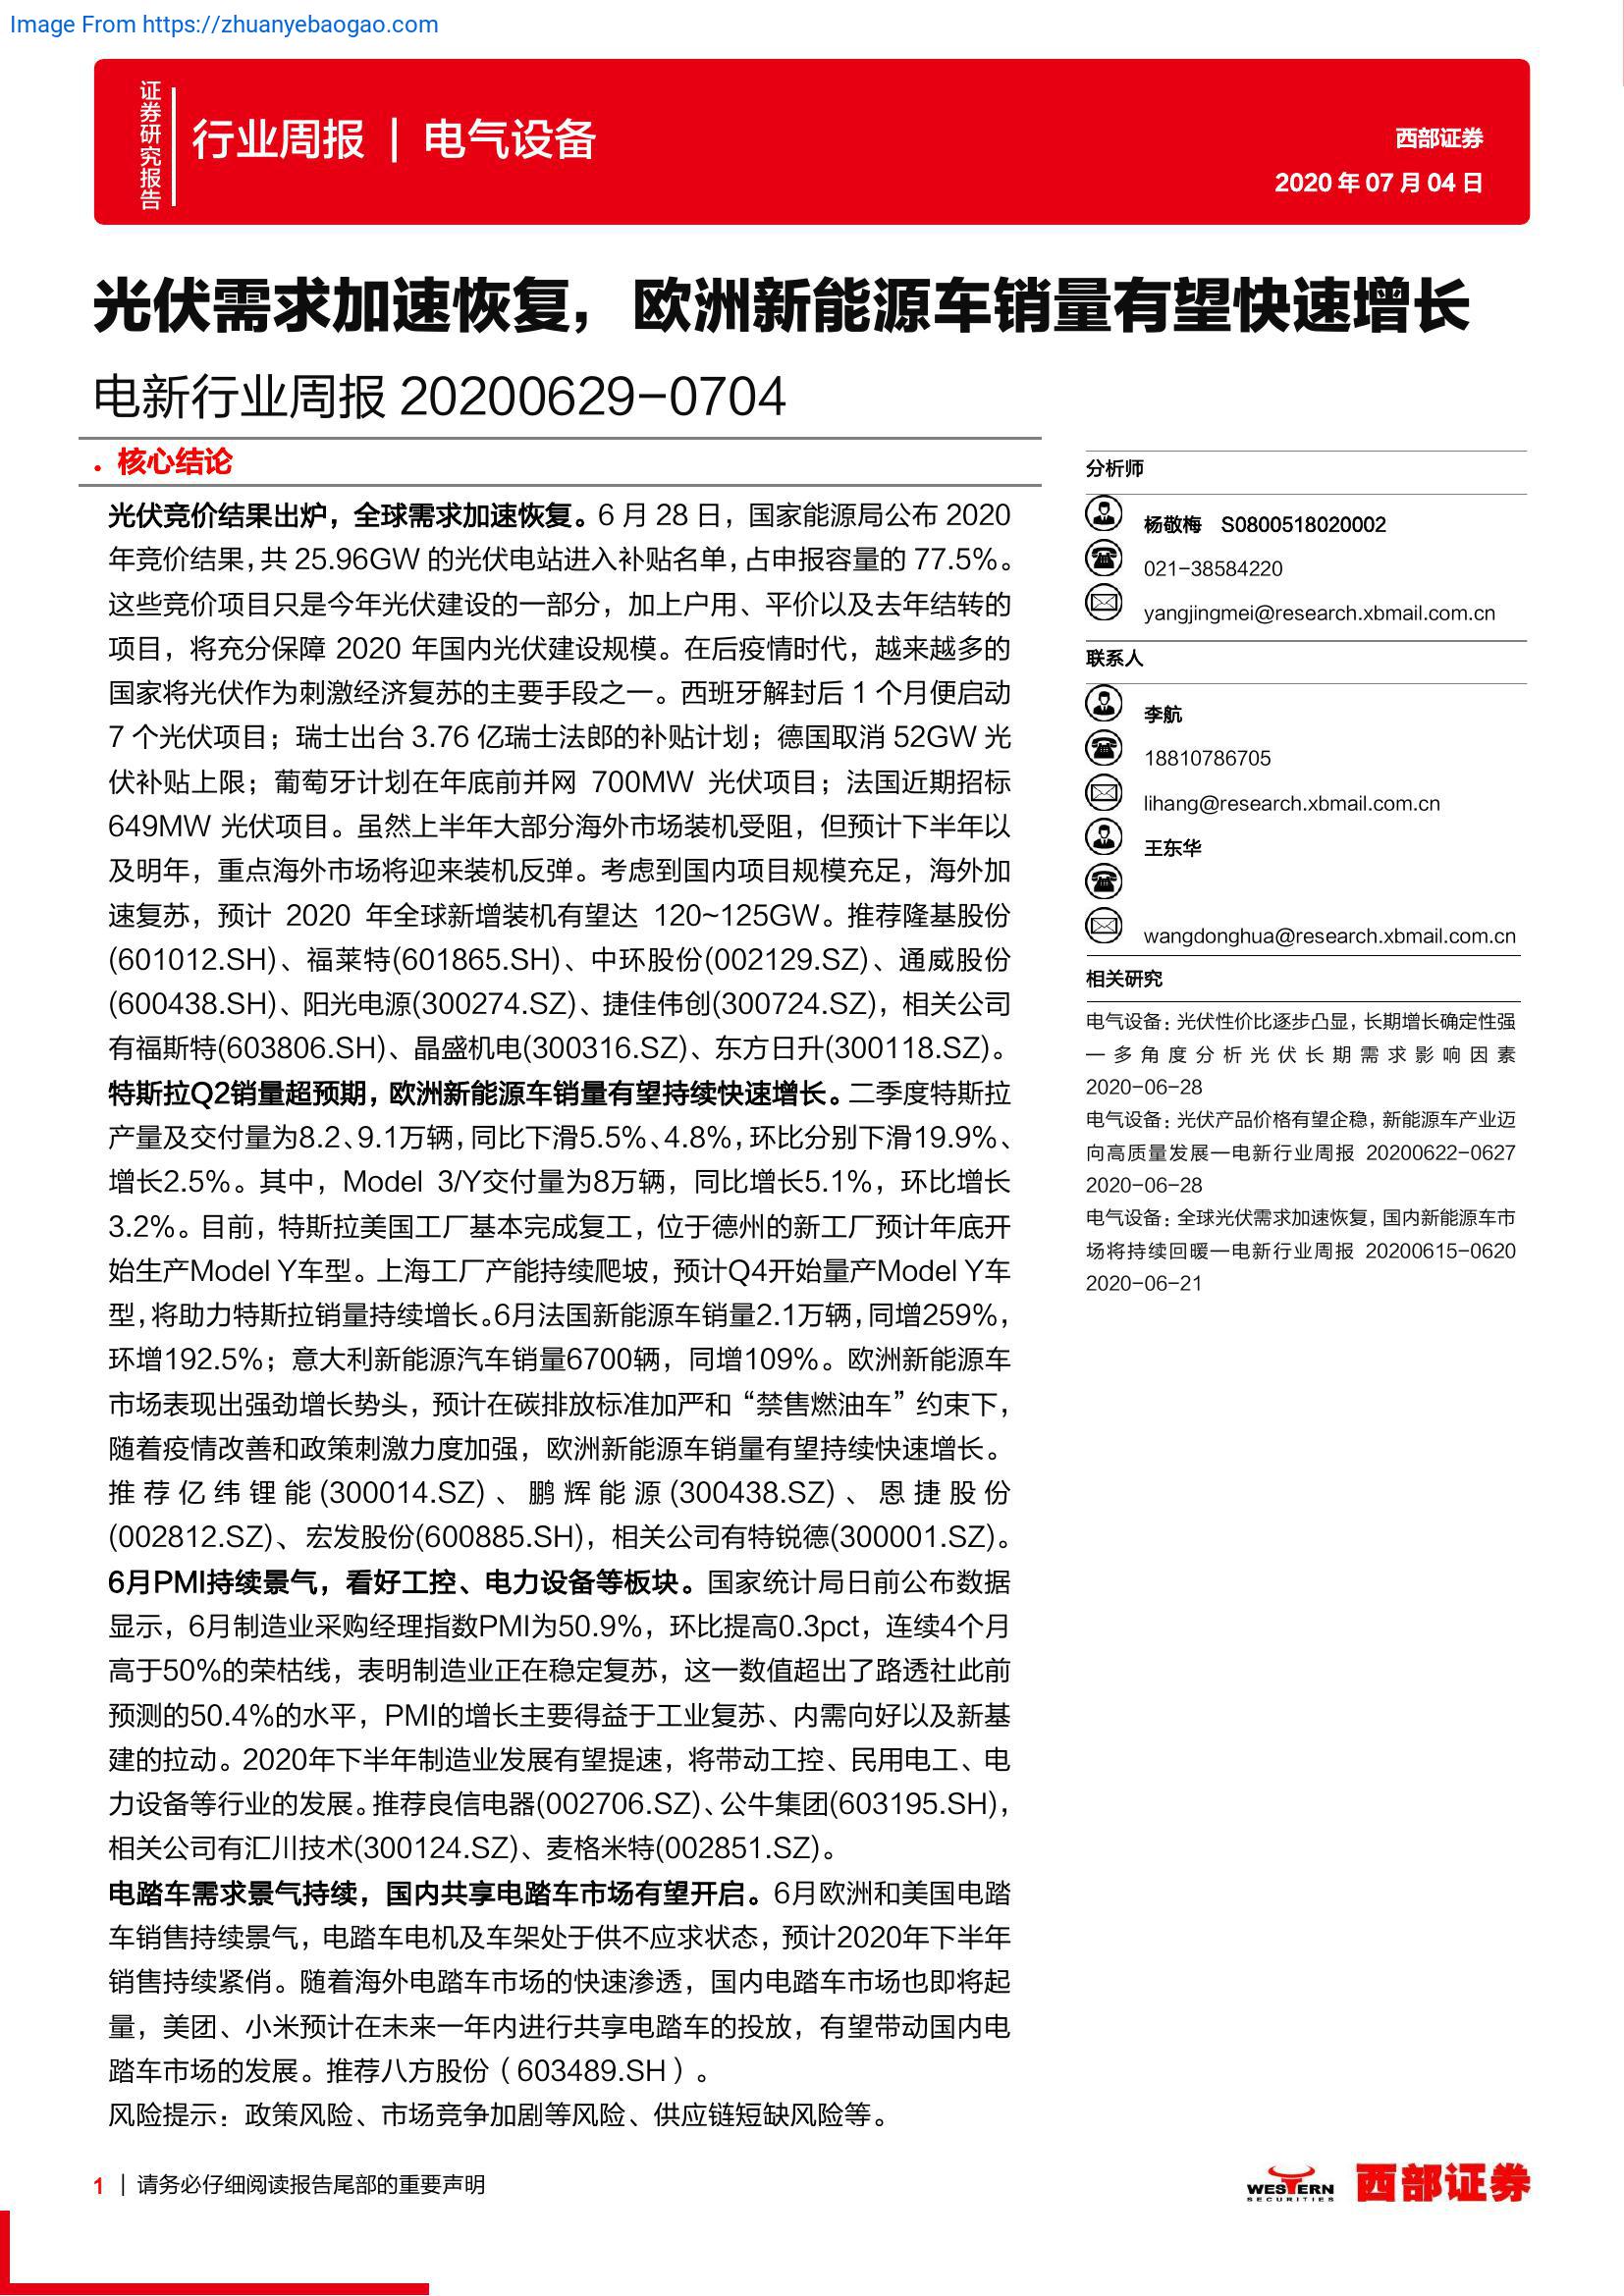 Image From https://zhuanyebaogao.com
证券研究报告
行业周报 | 电气设备
西部证券
2020 年 07 月 04 日
光伏需求加速恢复，欧洲新能源车销量有望快速增长
电新行业周报 20200629-0704
• 核心结论
光伏竞价结果出炉，全球需求加速恢复。6 月 28 日，国家能源局公布 2020
年竞价结果，共 25.96GW 的光伏电站进入补贴名单，占申报容量的 77.5%。
这些竞价项目只是今年光伏建设的一部分，加上户用、平价以及去年结转的
项目，将充分保障 2020 年国内光伏建设规模。在后疫情时代，越来越多的
国家将光伏作为刺激经济复苏的主要手段之一。西班牙解封后 1 个月便启动
7 个光伏项目；瑞士出台 3.76 亿瑞士法郎的补贴计划；德国取消 52GW 光
伏补贴上限；葡萄牙计划在年底前并网 700MW 光伏项目；法国近期招标
649MW 光伏项目。虽然上半年大部分海外市场装机受阻，但预计下半年以
及明年，重点海外市场将迎来装机反弹。考虑到国内项目规模充足，海外加
速复苏，预计 2020 年全球新增装机有望达 120~125GW。推荐隆基股份
(601012.SH)、福莱特(601865.SH)、中环股份(002129.SZ)、通威股份
(600438.SH)、阳光电源(300274.SZ)、捷佳伟创(300724.SZ)，相关公司
有福斯特(603806.SH)、晶盛机电(300316.SZ)、东方日升(300118.SZ)。
特斯拉Q2销量超预期，欧洲新能源车销量有望持续快速增长。二季度特斯拉
产量及交付量为8.2、9.1万辆，同比下滑5.5%、4.8%，环比分别下滑19.9%、
增长2.5%。其中，Model 3/Y交付量为8万辆，同比增长5.1%，环比增长
3.2%。目前，特斯拉美国工厂基本完成复工，位于德州的新工厂预计年底开
始生产Model Y车型。上海工厂产能持续爬坡，预计Q4开始量产Model Y车
型，将助力特斯拉销量持续增长。6月法国新能源车销量2.1万辆，同增259%，
环增192.5%；意大利新能源汽车销量6700辆，同增109%。欧洲新能源车
市场表现出强劲增长势头，预计在碳排放标准加严和“禁售燃油车”约束下，
随着疫情改善和政策刺激力度加强，欧洲新能源车销量有望持续快速增长。
推荐亿纬锂能(300014.SZ)、鹏辉能源(300438.SZ)、恩捷股份
(002812.SZ)、宏发股份(600885.SH)，相关公司有特锐德(300001.SZ)。
6月PMI持续景气，看好工控、电力设备等板块。国家统计局日前公布数据
显示，6月制造业采购经理指数PMI为50.9%，环比提高0.3pct，连续4个月
高于50%的荣枯线，表明制造业正在稳定复苏，这一数值超出了路透社此前
预测的50.4%的水平，PMI的增长主要得益于工业复苏、内需向好以及新基
建的拉动。2020年下半年制造业发展有望提速，将带动工控、民用电工、电
力设备等行业的发展。推荐良信电器(002706.SZ)、公牛集团(603195.SH)，
相关公司有汇川技术(300124.SZ)、麦格米特(002851.SZ)。
电踏车需求景气持续，国内共享电踏车市场有望开启。6月欧洲和美国电踏
车销售持续景气，电踏车电机及车架处于供不应求状态，预计2020年下半年
销售持续紧俏。随着海外电踏车市场的快速渗透，国内电踏车市场也即将起
量，美团、小米预计在未来一年内进行共享电踏车的投放，有望带动国内电
踏车市场的发展。推荐八方股份（603489.SH）。
风险提示：政策风险、市场竞争加剧等风险、供应链短缺风险等。
分析师
杨敬梅 S0800518020002
021-38584220
yangjingmei@research.xbmail.com.cn
联系人
李航
18810786705
lihang@research.xbmail.com.cn
王东华
wangdonghua@research.xbmail.com.cn
相关研究
电气设备：光伏性价比逐步凸显，长期增长确定性强
—多角度分析光伏长期需求影响因素
2020-06-28
电气设备：光伏产品价格有望企稳，新能源车产业迈
向高质量发展—电新行业周报 20200622-0627
2020-06-28
电气设备：全球光伏需求加速恢复，国内新能源车市
场将持续回暖—电新行业周报 20200615-0620
2020-06-21
1 | 请务必仔细阅读报告尾部的重要声明
WESTERN
SECURITIES
西部证券